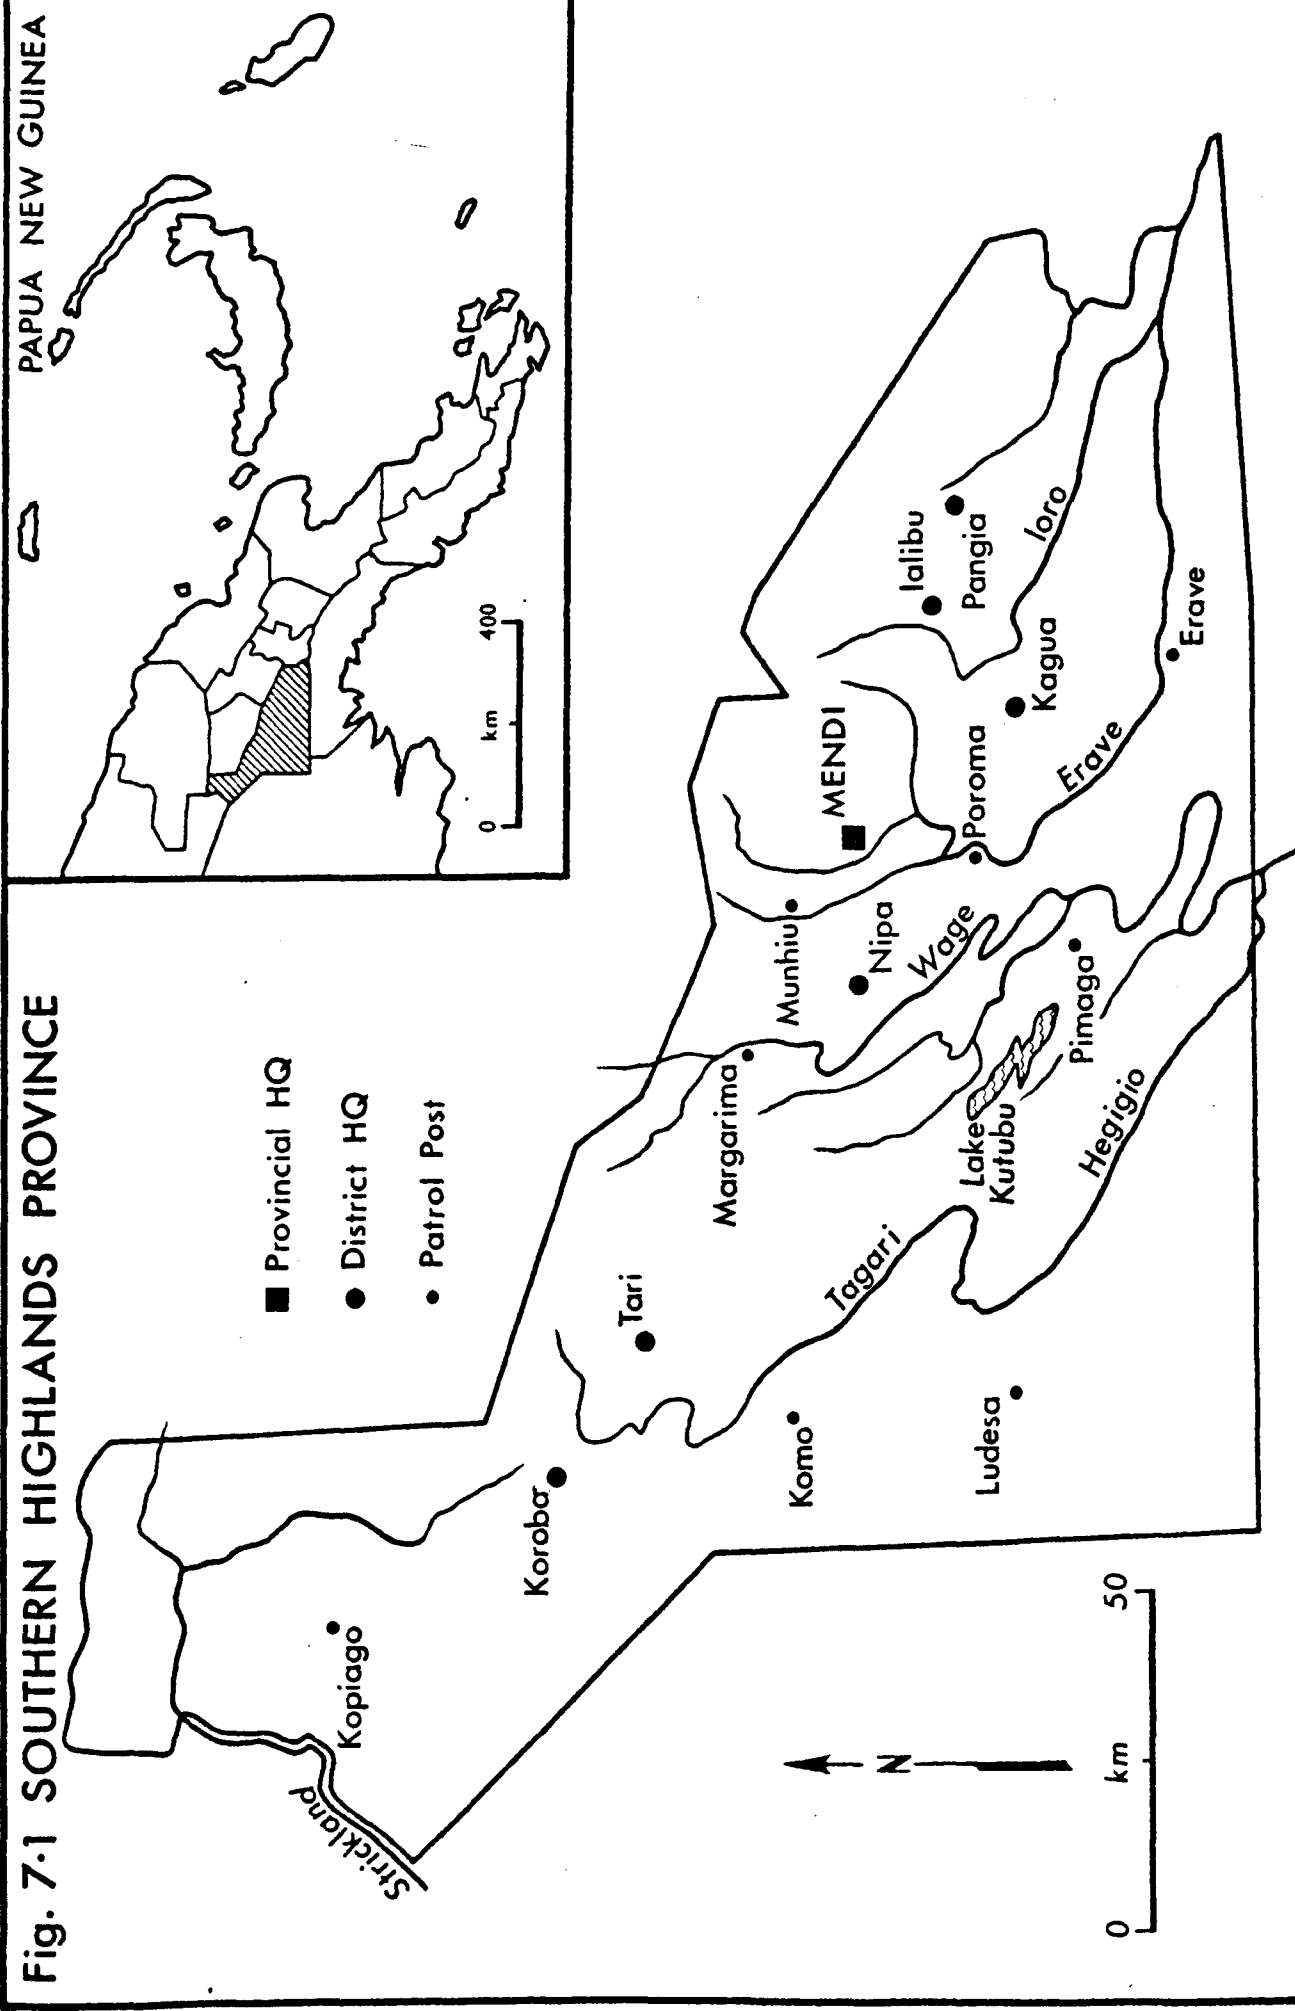 Fig. 7·1 SOUTHERN HIGHLANDS PROVINCE
PAPUA NEW GUINEA
0 km 400
Provincial HQ
District HQ
Patrol Post
Strickland
Kopiago
Koroba
Tari
Komo
Ludesa
Tagari
Margarima
Lake
Kutubu
Hegigio
Pimaga
Munhiu
Nipa
Wage
MENDI
Poroma
Erave
Kagua
Ialibu
Pangia
Ioro
Erave
N
0 km 50